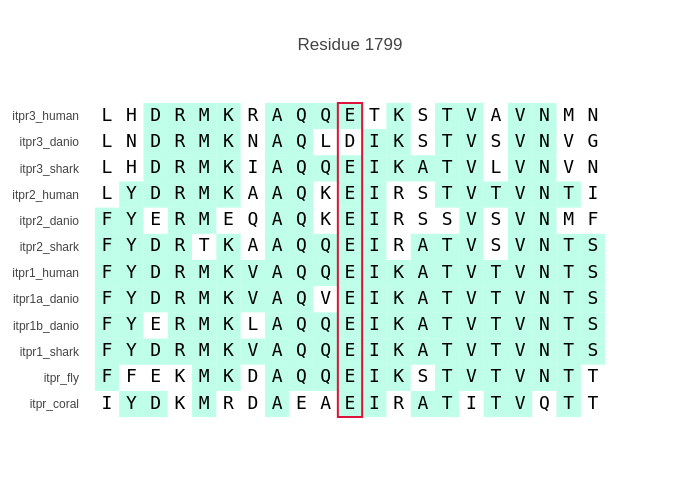 Residue 1799
itpr3_human L H D R M K R A Q Q E T K S T V A V N M N
itpr3_danio L N D R M K N A Q L D I K S T V S V N V G
itpr3_shark L H D R M K I A Q Q E I K A T V L V N V N
itpr2_human L Y D R M K A A Q K E I R S T V T V N T I
itpr2_danio F Y E R M E Q A Q K E I R S S V S V N M F
itpr2_shark F Y D R T K A A Q Q E I R A T V S V N T S
itpr1_human F Y D R M K V A Q Q E I K A T V T V N T S
itpr1a_danio F Y D R M K V A Q V E I K A T V T V N T S
itpr1b_danio F Y E R M K L A Q Q E I K A T V T V N T S
itpr1_shark F Y D R M K V A Q Q E I K A T V T V N T S
itpr_fly F F E K M K D A Q Q E I K S T V T V N T T
itpr_coral I Y D K M R D A E A E I R A T I T V Q T T